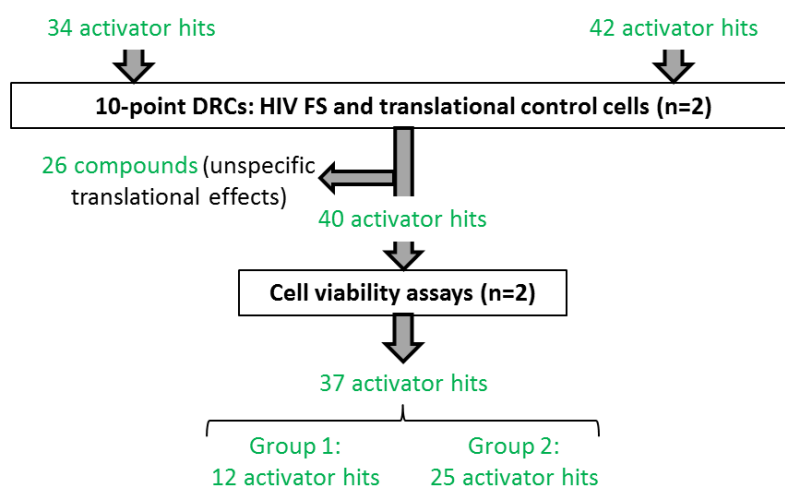 34 activator hits
42 activator hits
10-point DRCs: HIV FS and translational control cells (n=2)
26 compounds (unspecific
translational effects)
40 activator hits
Cell viability assays (n=2)
37 activator hits
Group 1:
12 activator hits
Group 2:
25 activator hits